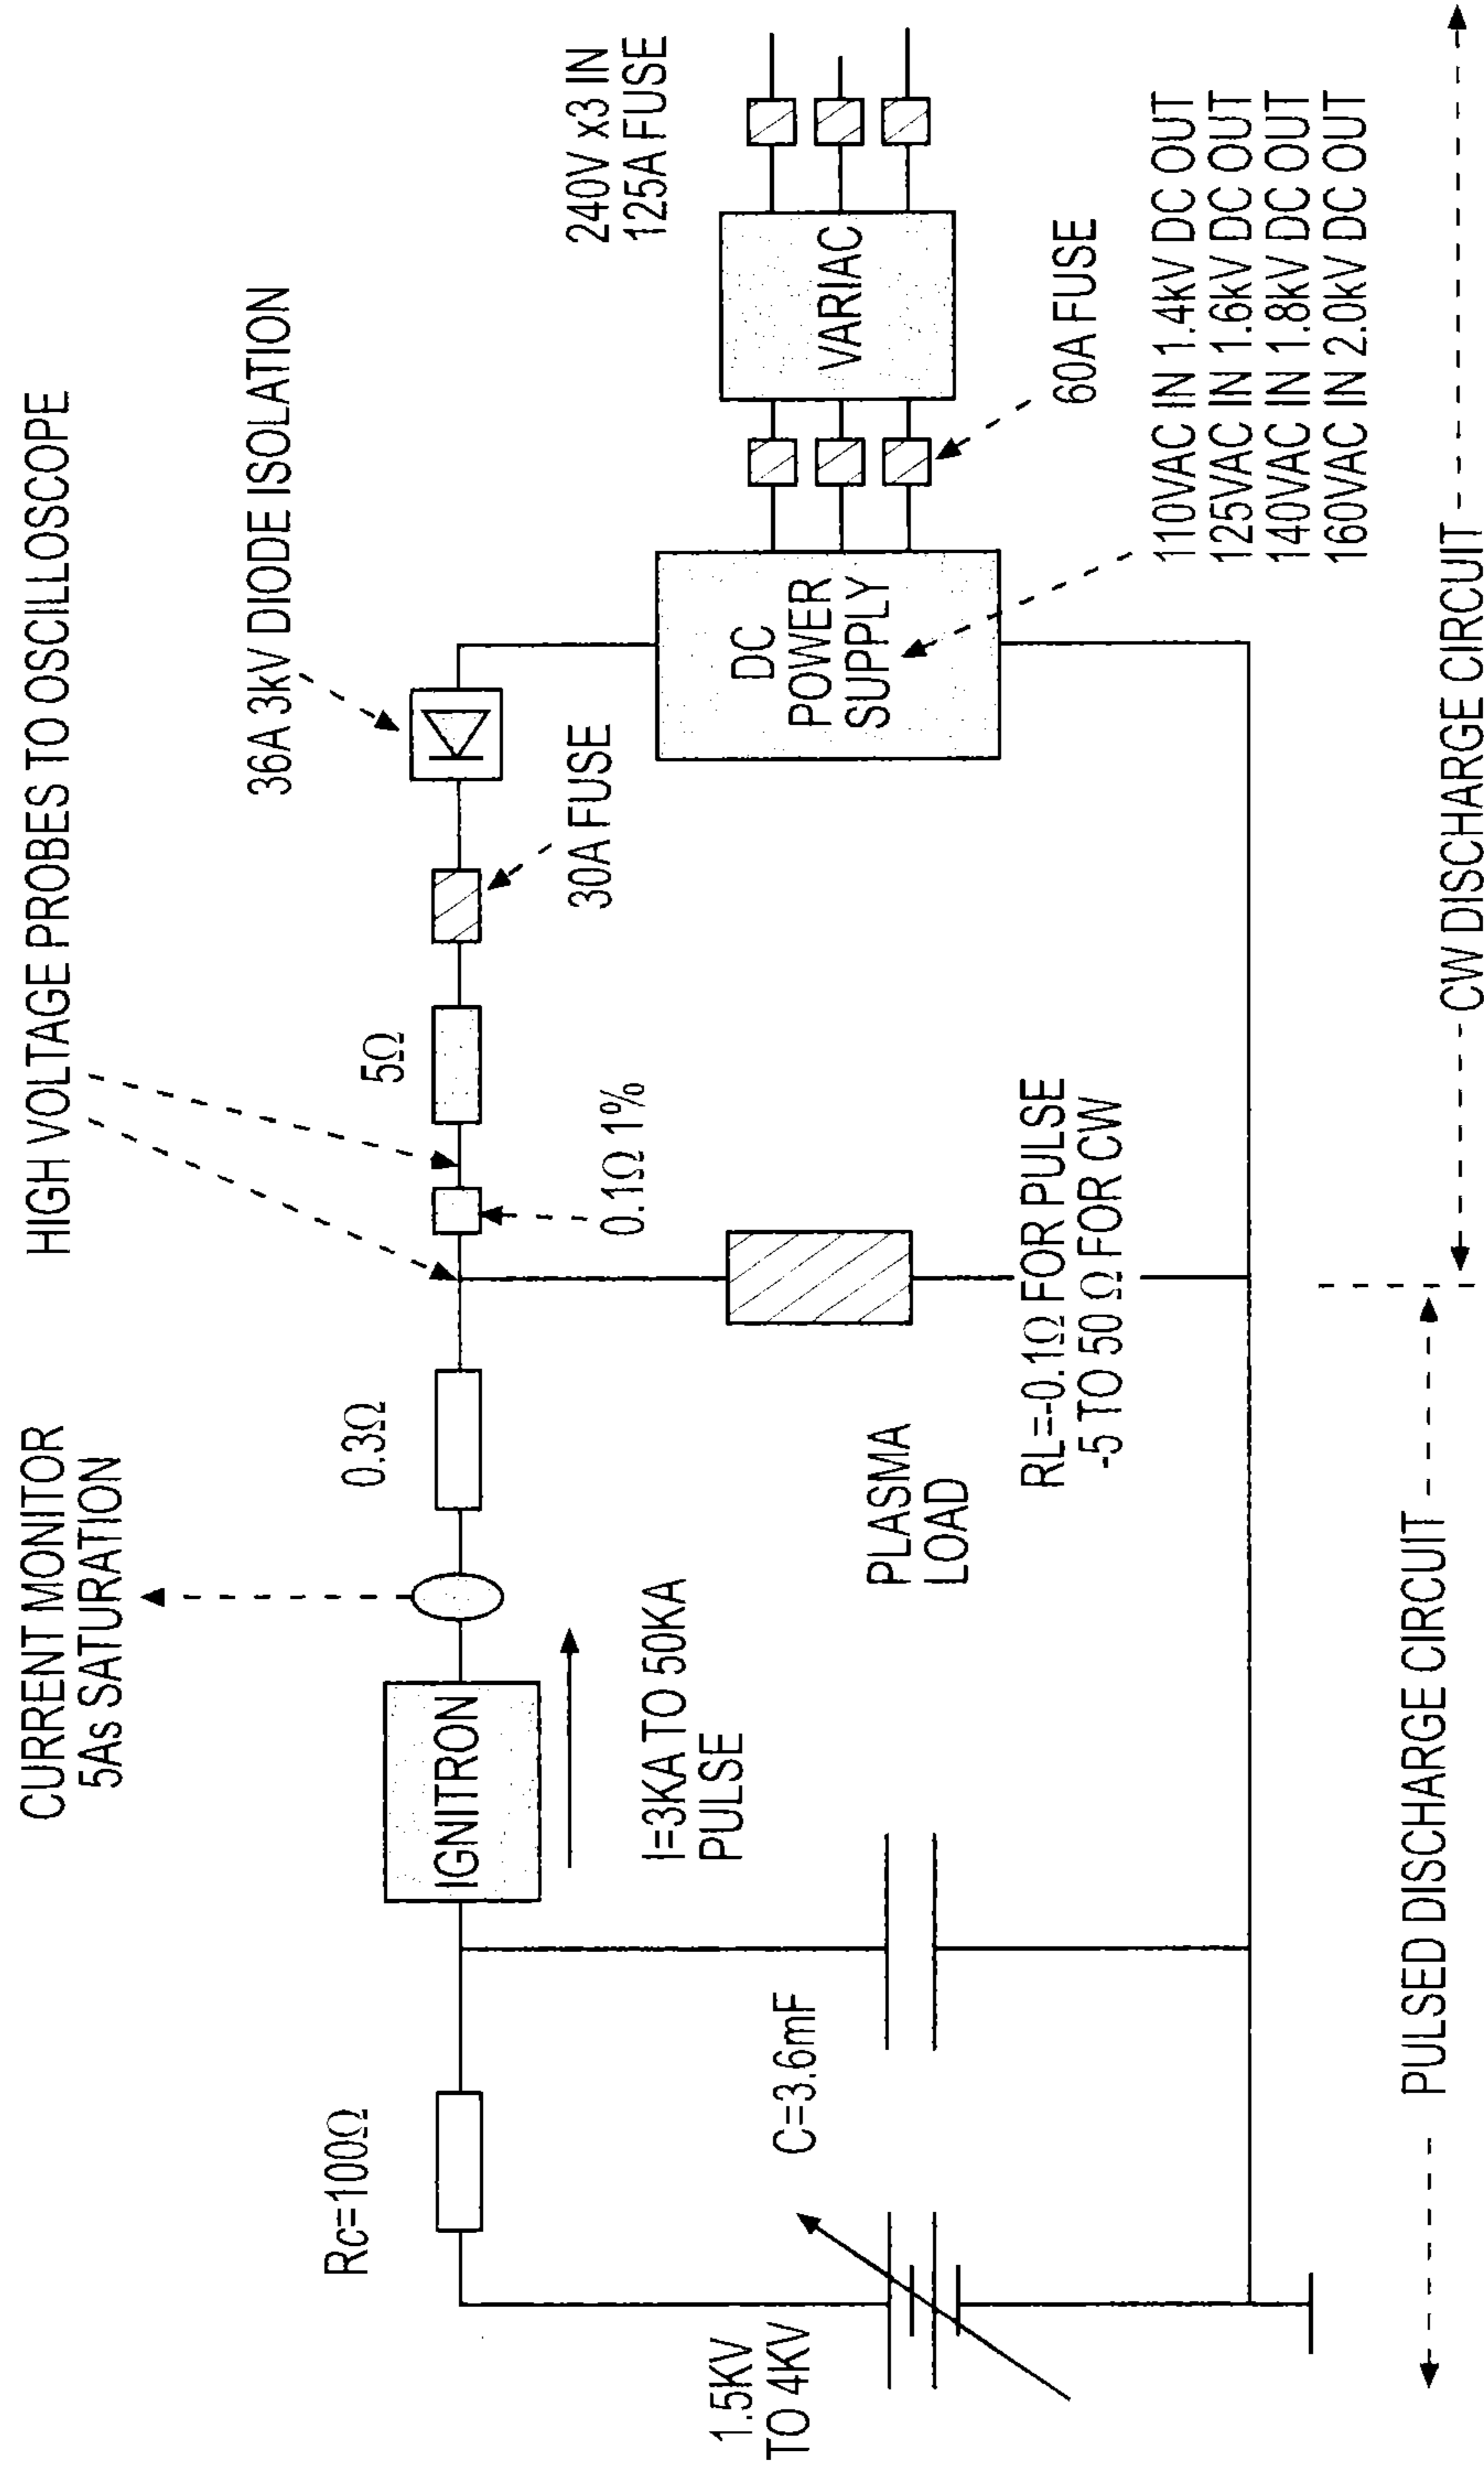 HIGH VOLTAGE PROBES TO OSCILLOSCOPE
CURRENT MONITOR
5As SATURATION
36A 3kV DIODE ISOLATION
Rc=100Ω
IGNITRON
0.3Ω
5Ω
0.1Ω 1%
30A FUSE
I=3KA TO 50KA
PULSE
240V x3 IN
125A FUSE
DC
POWER
SUPPLY
VARIAC
60A FUSE
1.5KV
TO 4KV
C=3.6mF
PLASMA
LOAD
RL=-0.1Ω FOR PULSE
-5 TO 50 Ω FOR CW
110VAC IN 1.4kV DC OUT
125VAC IN 1.6kV DC OUT
140VAC IN 1.8kV DC OUT
160VAC IN 2.0kV DC OUT
PULSED DISCHARGE CIRCUIT
CW DISCHARGE CIRCUIT